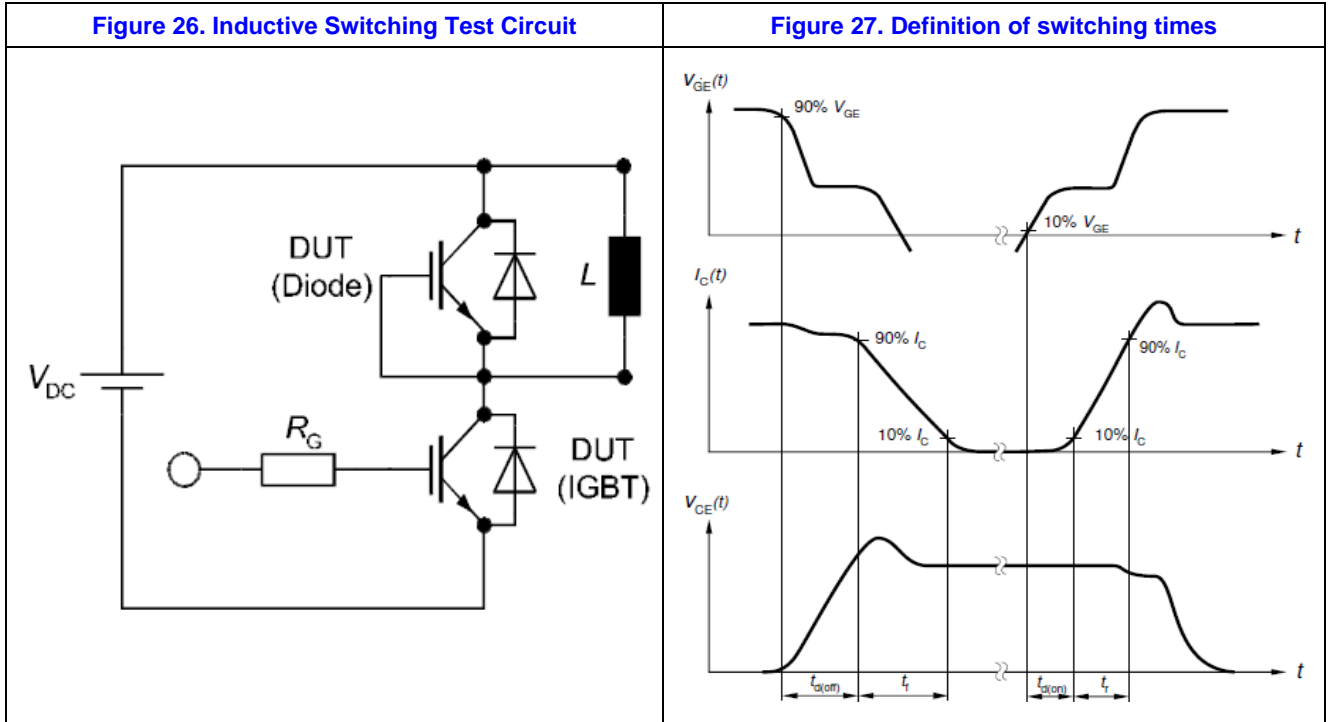 Figure 26. Inductive Switching Test Circuit
Figure 27. Definition of switching times
DUT
(Diode)
L
VDC
RG
DUT
(IGBT)
VGE(t)
90% VGE
10% VGE
t
IC(t)
90% IC
10% IC
10% IC
90% IC
t
VCE(t)
t
td(off)
tf
td(on)
tr